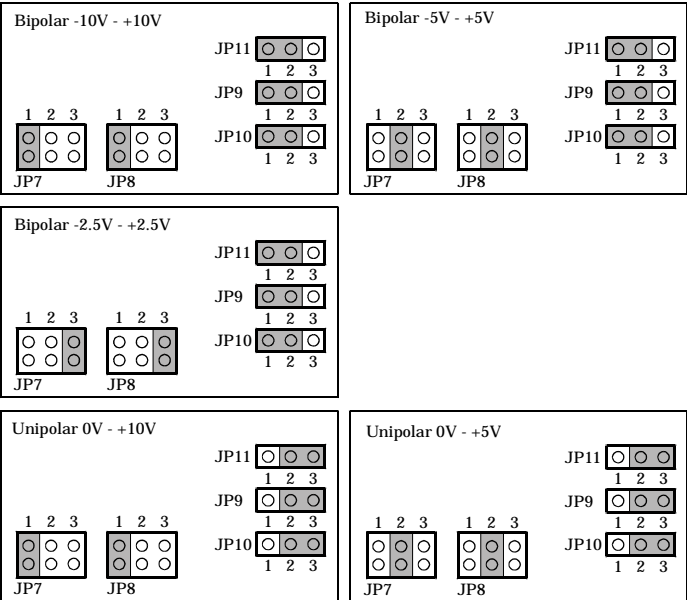 Bipolar -10V - +10V
JP11
1 2 3
JP9
1 2 3
JP10
1 2 3
1 2 3
1 2 3
JP7
JP8
Bipolar -5V - +5V
JP11
1 2 3
JP9
1 2 3
JP10
1 2 3
1 2 3
1 2 3
JP7
JP8
Bipolar -2.5V - +2.5V
JP11
1 2 3
JP9
1 2 3
JP10
1 2 3
1 2 3
1 2 3
JP7
JP8
Unipolar 0V - +10V
JP11
1 2 3
JP9
1 2 3
JP10
1 2 3
1 2 3
1 2 3
JP7
JP8
Unipolar 0V - +5V
JP11
1 2 3
JP9
1 2 3
JP10
1 2 3
1 2 3
1 2 3
JP7
JP8